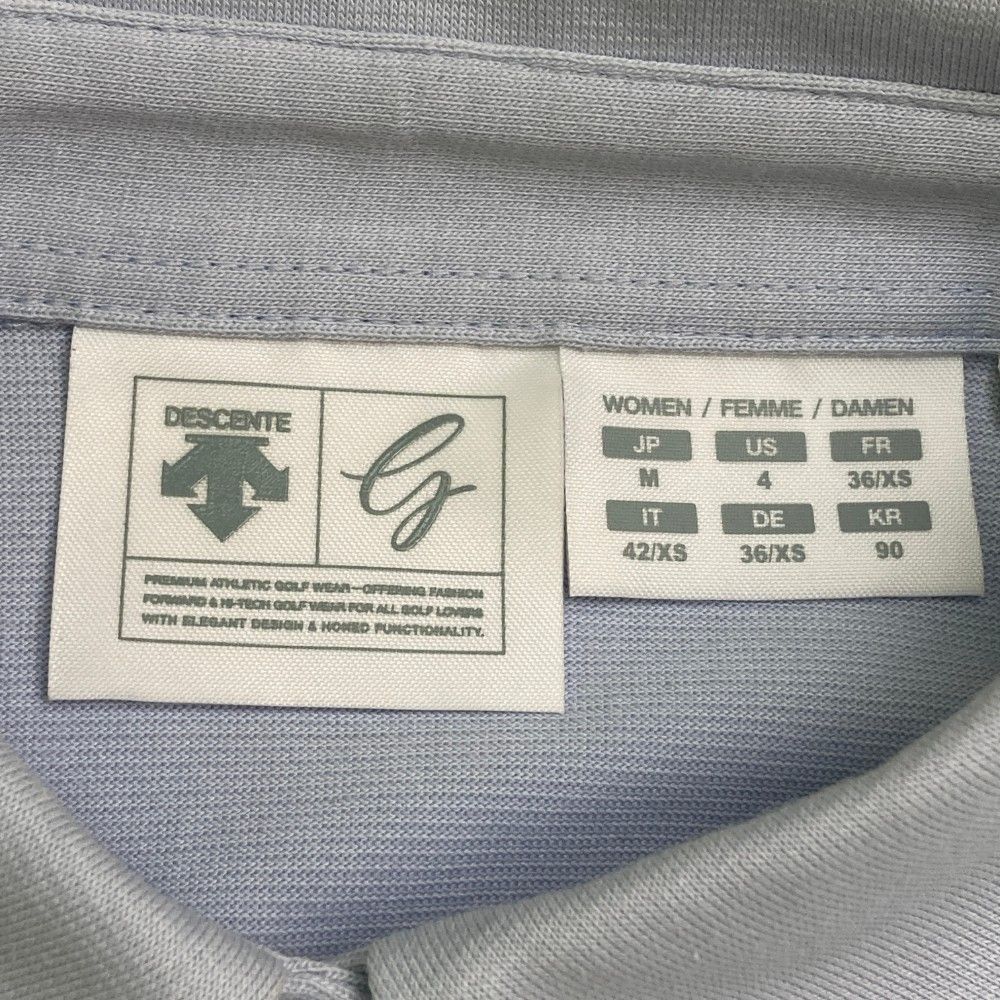 DESCENTE
G
PREMIUM ATHLETIC GOLF WEAR—OFFERING FASHION
FORWARD & HI-TECH GOLF WEAR FOR ALL GOLF LOVERS
WITH ELEGANT DESIGN & HONED FUNCTIONALITY.
WOMEN / FEMME / DAMEN
JP US FR
M 4 36/XS
IT DE KR
42/XS 36/XS 90